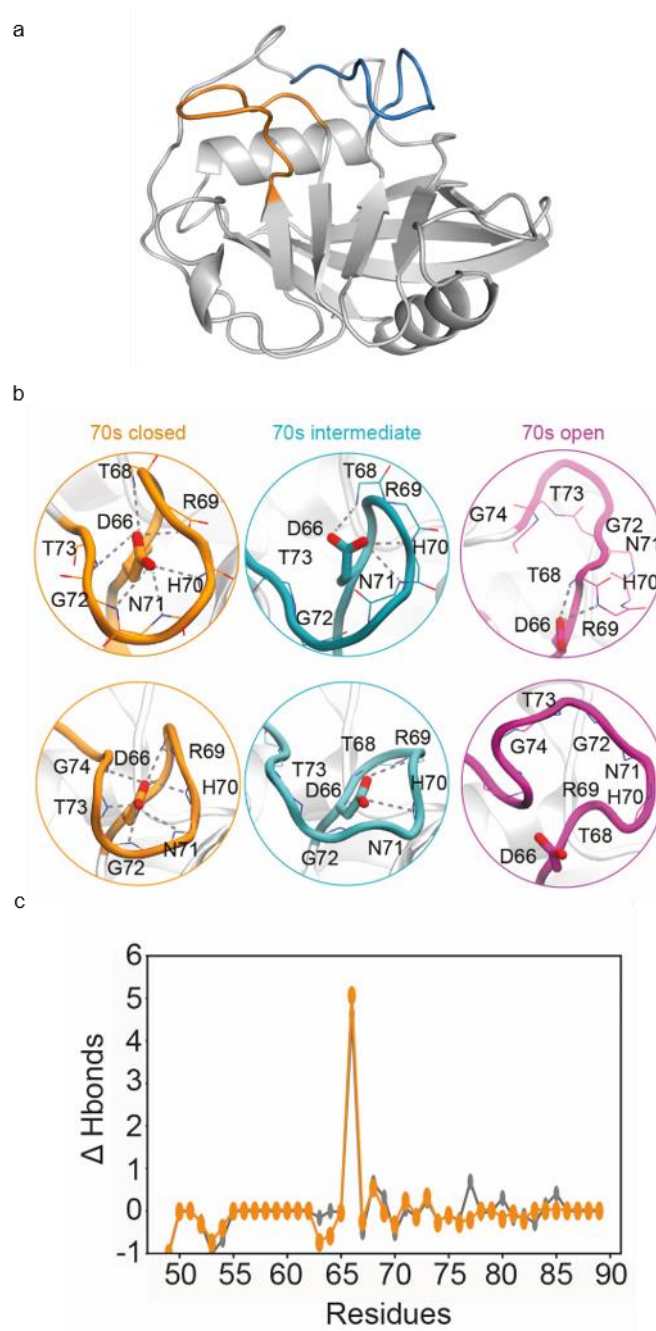 a
b
70s closed 70s intermediate 70s open
T68
R69
D66
T73
H70
G72
N71
T68
R69
D66
T73
H70
N71
G72
T73
G74
G72
N71
T68
H70
D66
R69
D66
R69
G74
H70
T73
N71
G72
T68
R69
T73
D66
H70
G72
N71
T73
G74
G72
N71
R69
H70
D66
T68
c
6
5
4
3
2
1
0
-1
Δ Hbonds
50 55 60 65 70 75 80 85 90
Residues